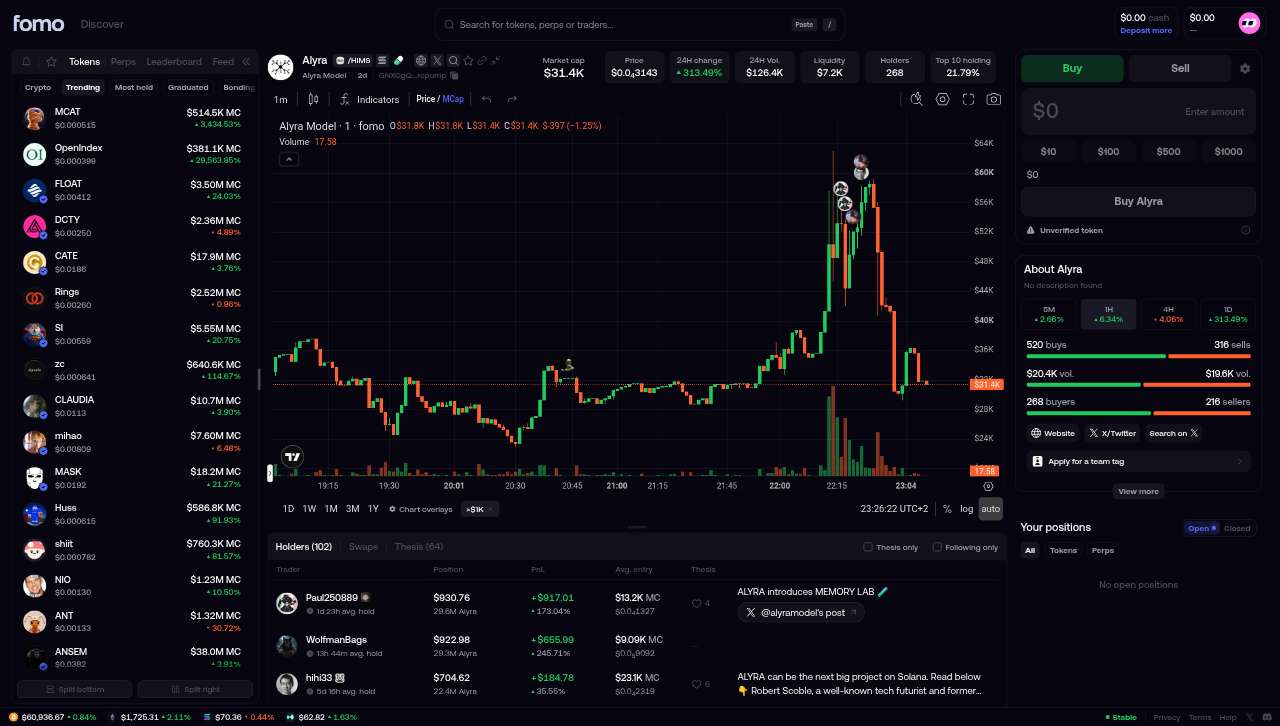 fomo Discover
Search for tokens, perps or traders... Paste /
$0.00 cash
Deposit more
$0.00
—
Tokens Perps Leaderboard Feed
Crypto Trending Most held Graduated Bonding
MCAT $514.5K MC
$0.000515 3,434.53%
OpenIndex $381.1K MC
$0.000399 29,563.85%
FLOAT $3.50M MC
$0.00412 24.03%
DCTY $2.36M MC
$0.00250 4.89%
CATE $17.9M MC
$0.0186 3.76%
Rings $2.52M MC
$0.00260 0.96%
SI $5.55M MC
$0.00559 20.75%
zc $640.6K MC
$0.000641 114.67%
CLAUDIA $10.7M MC
$0.0113 3.90%
mihao $7.60M MC
$0.00809 6.48%
MASK $18.2M MC
$0.0192 21.27%
Huss $586.8K MC
$0.000615 91.93%
shiit $760.3K MC
$0.000782 81.57%
NIO $1.23M MC
$0.00130 10.50%
ANT $1.32M MC
$0.00133 30.72%
ANSEM $38.0M MC
$0.0382 3.91%
Split bottom Split right
Alyra /HIMS
Alyra Model 2d
Market cap
$31.4K
Price
$0.0₄3143
24H change
313.49%
24H Vol.
$126.4K
Liquidity
$7.2K
Holders
268
Top 10 holding
21.79%
1m Indicators Price / MCap
Alyra Model · 1 · fomo O$31.8K H$31.8K L$31.4K C$31.4K $-397 (−1.25%)
Volume 17.58
$64K
$60K
$56K
$52K
$48K
$44K
$40K
$36K
$31.4K
$28K
$24K
17.58
19:15 19:30 20:01 20:30 20:45 21:00 21:15 21:45 22:00 22:15 23:04
1D 1W 1M 3M 1Y Chart overlays >$1K
23:26:22 UTC+2 % log auto
Holders (102) Swaps Thesis (64) Thesis only Following only
Trader Position PnL Avg. entry Thesis
Paul250889 $930.76 +$917.01 $13.2K MC 4 ALYRA introduces MEMORY LAB 🧪
1d 23h avg. hold 29.6M Alyra 173.04% $0.0₄1327 @alyramodel's post
WolfmanBags $922.98 +$655.99 $9.09K MC
13h 44m avg. hold 29.3M Alyra 245.71% $0.0₅9092
hihi33 $704.62 +$184.78 $23.1K MC 6 ALYRA can be the next big project on Solana. Read below
5d 16h avg. hold 22.4M Alyra 35.55% $0.0₄2319 👇 Robert Scoble, a well-known tech futurist and former...
Buy Sell
$0 Enter amount
$10 $100 $500 $1000
$0
Buy Alyra
Unverified token
About Alyra
No description found
5M 1H 4H 1D
2.66% 6.34% 4.06% 313.49%
520 buys 316 sells
$20.4K vol. $19.6K vol.
268 buyers 216 sellers
Website X/Twitter Search on X
Apply for a team tag
View more
Your positions Open Closed
All Tokens Perps
No open positions
$60,936.67 0.84% $1,725.31 2.11% $70.36 0.44% $62.82 1.63%
Stable Privacy Terms Help